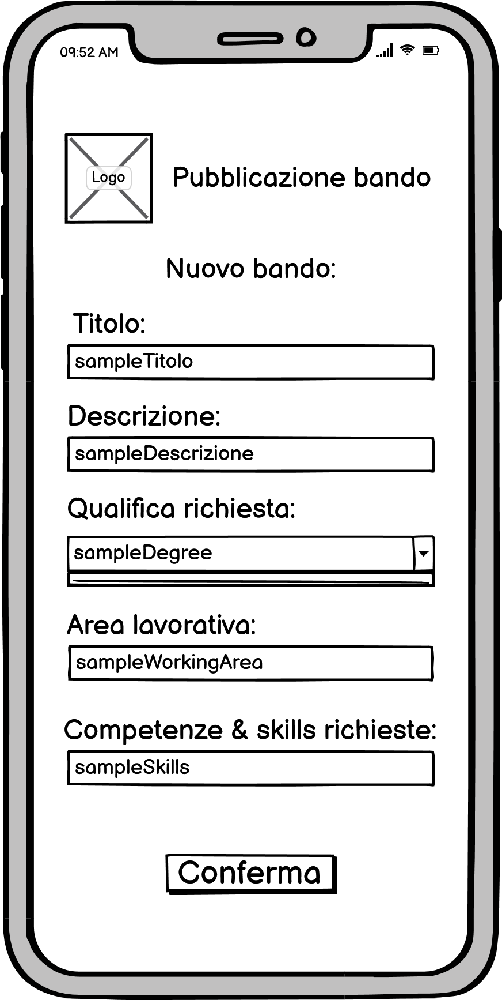 09:52 AM
Logo
Pubblicazione bando
Nuovo bando:
Titolo:
sampleTitolo
Descrizione:
sampleDescrizione
Qualifica richiesta:
sampleDegree
Area lavorativa:
sampleWorkingArea
Competenze & skills richieste:
sampleSkills
Conferma